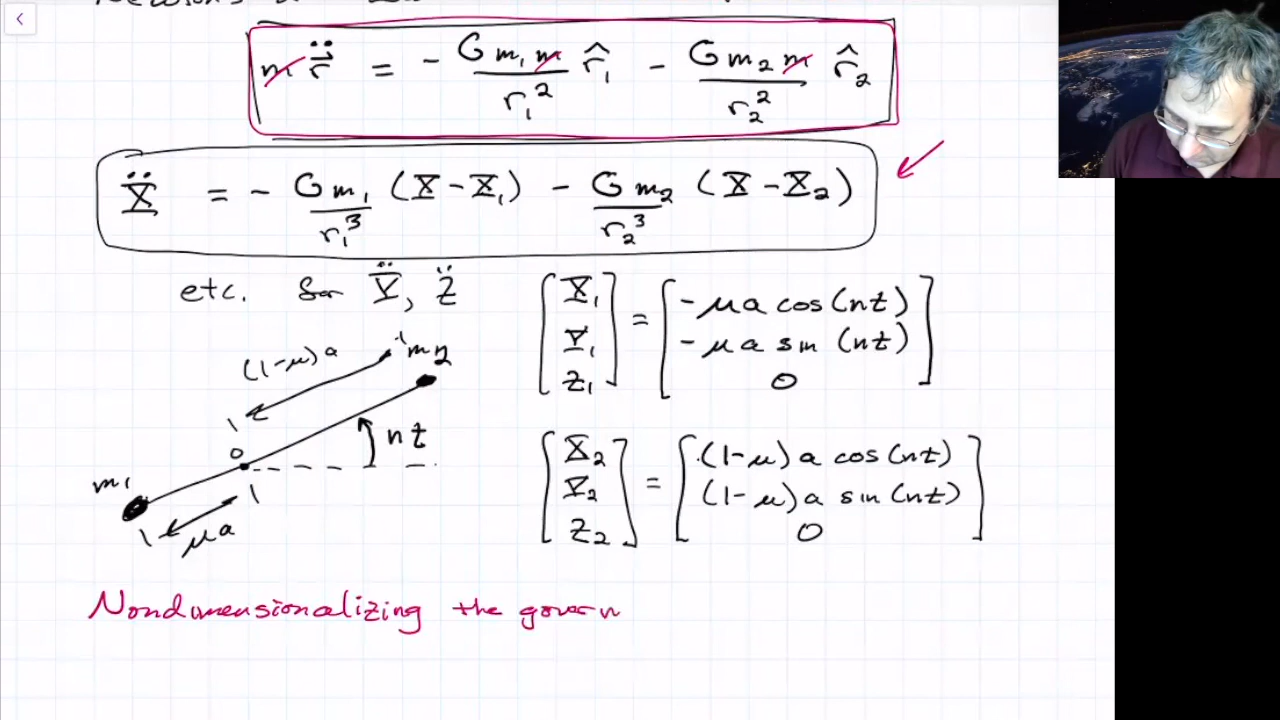 m r̈ = - G m₁ m / r₁² r̂₁ - G m₂ m / r₂² r̂₂
Ẍ = - G m₁ / r₁³ (X - X₁) - G m₂ / r₂³ (X - X₂)
etc. for Ÿ, Z̈
[X₁ Y₁ Z₁] = [-μa cos(nt) -μa sin(nt) 0]
(1-μ)a
m₂
nt
0
m₁
μa
[X₂ Y₂ Z₂] = [(1-μ)a cos(nt) (1-μ)a sin(nt) 0]
Nondimensionalizing the govern